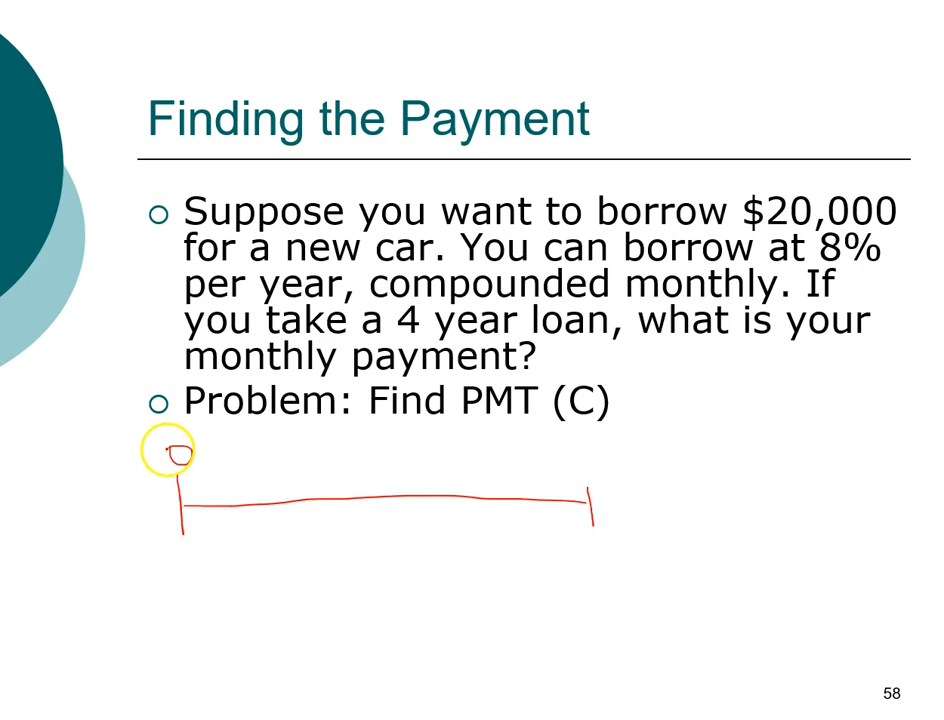 Finding the Payment
Suppose you want to borrow $20,000
for a new car. You can borrow at 8%
per year, compounded monthly. If
you take a 4 year loan, what is your
monthly payment?
Problem: Find PMT (C)
58